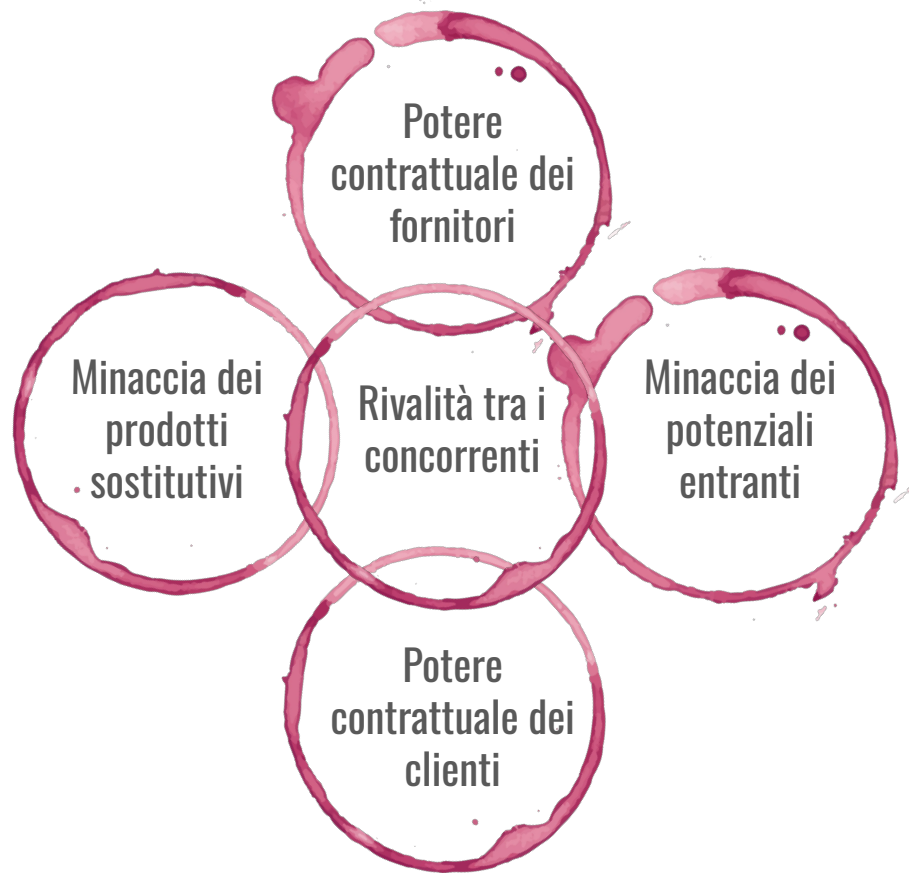 Potere
contrattuale dei
fornitori
Minaccia dei
prodotti
sostitutivi
Rivalità tra i
concorrenti
Minaccia dei
potenziali
entranti
Potere
contrattuale dei
clienti